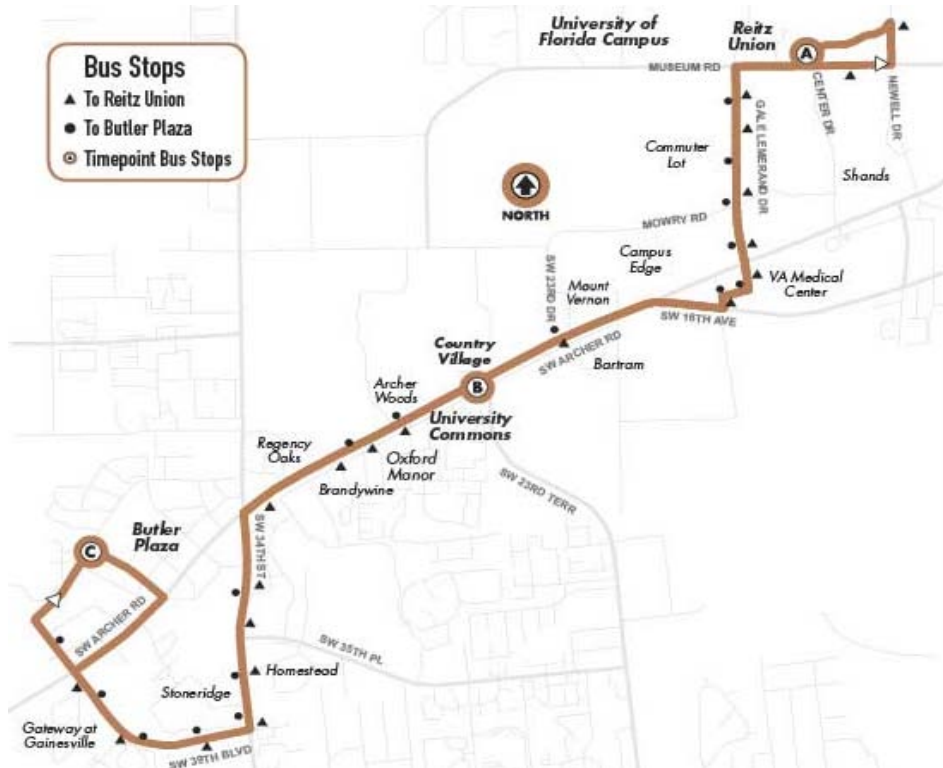 University of
Florida Campus
Reitz
Union
A
Bus Stops
To Reitz Union
To Butler Plaza
A Timepoint Bus Stops
MUSEUM RD
CENTER DR
NEWELL DR
GALE LEMERAND DR
Commuter
Lot
Shands
NORTH
MOWRY RD
Campus
Edge
VA Medical
Center
SW 23RD DR
Mount
Vernon
SW 16TH AVE
SW ARCHER RD
Bartram
Country
Village
B
University
Commons
Archer
Woods
Regency
Oaks
Oxford
Manor
Brandywine
SW 23RD TERR
SW 34TH ST
Butler
Plaza
C
SW ARCHER RD
SW 35TH PL
Homestead
Stoneridge
Gateway at
Gainesville
SW 39TH BLVD